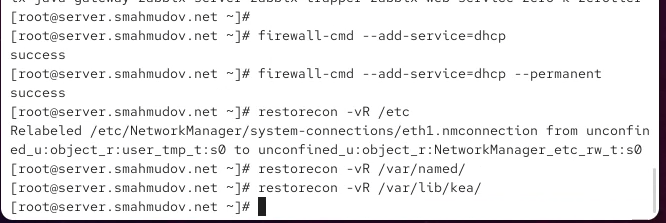 [root@server.smahmudov.net ~]#
[root@server.smahmudov.net ~]# firewall-cmd --add-service=dhcp
success
[root@server.smahmudov.net ~]# firewall-cmd --add-service=dhcp --permanent
success
[root@server.smahmudov.net ~]# restorecon -vR /etc
Relabeled /etc/NetworkManager/system-connections/eth1.nmconnection from unconfin
ed_u:object_r:user_tmp_t:s0 to unconfined_u:object_r:NetworkManager_etc_rw_t:s0
[root@server.smahmudov.net ~]# restorecon -vR /var/named/
[root@server.smahmudov.net ~]# restorecon -vR /var/lib/kea/
[root@server.smahmudov.net ~]#